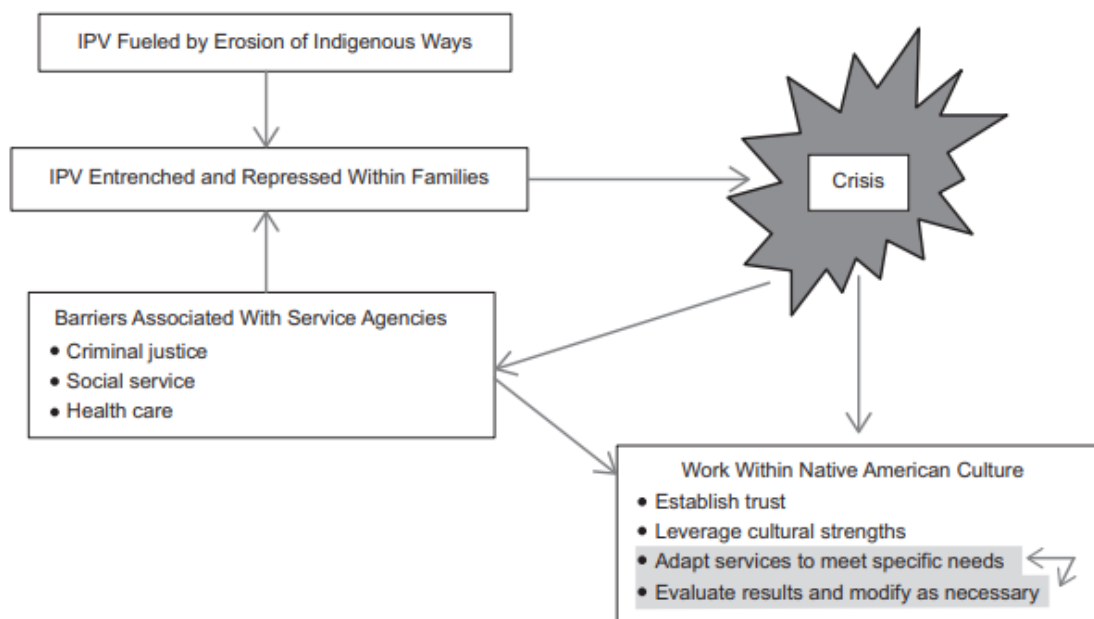 IPV Fueled by Erosion of Indigenous Ways
IPV Entrenched and Repressed Within Families
Crisis
Barriers Associated With Service Agencies
• Criminal justice
• Social service
• Health care
Work Within Native American Culture
• Establish trust
• Leverage cultural strengths
• Adapt services to meet specific needs
• Evaluate results and modify as necessary